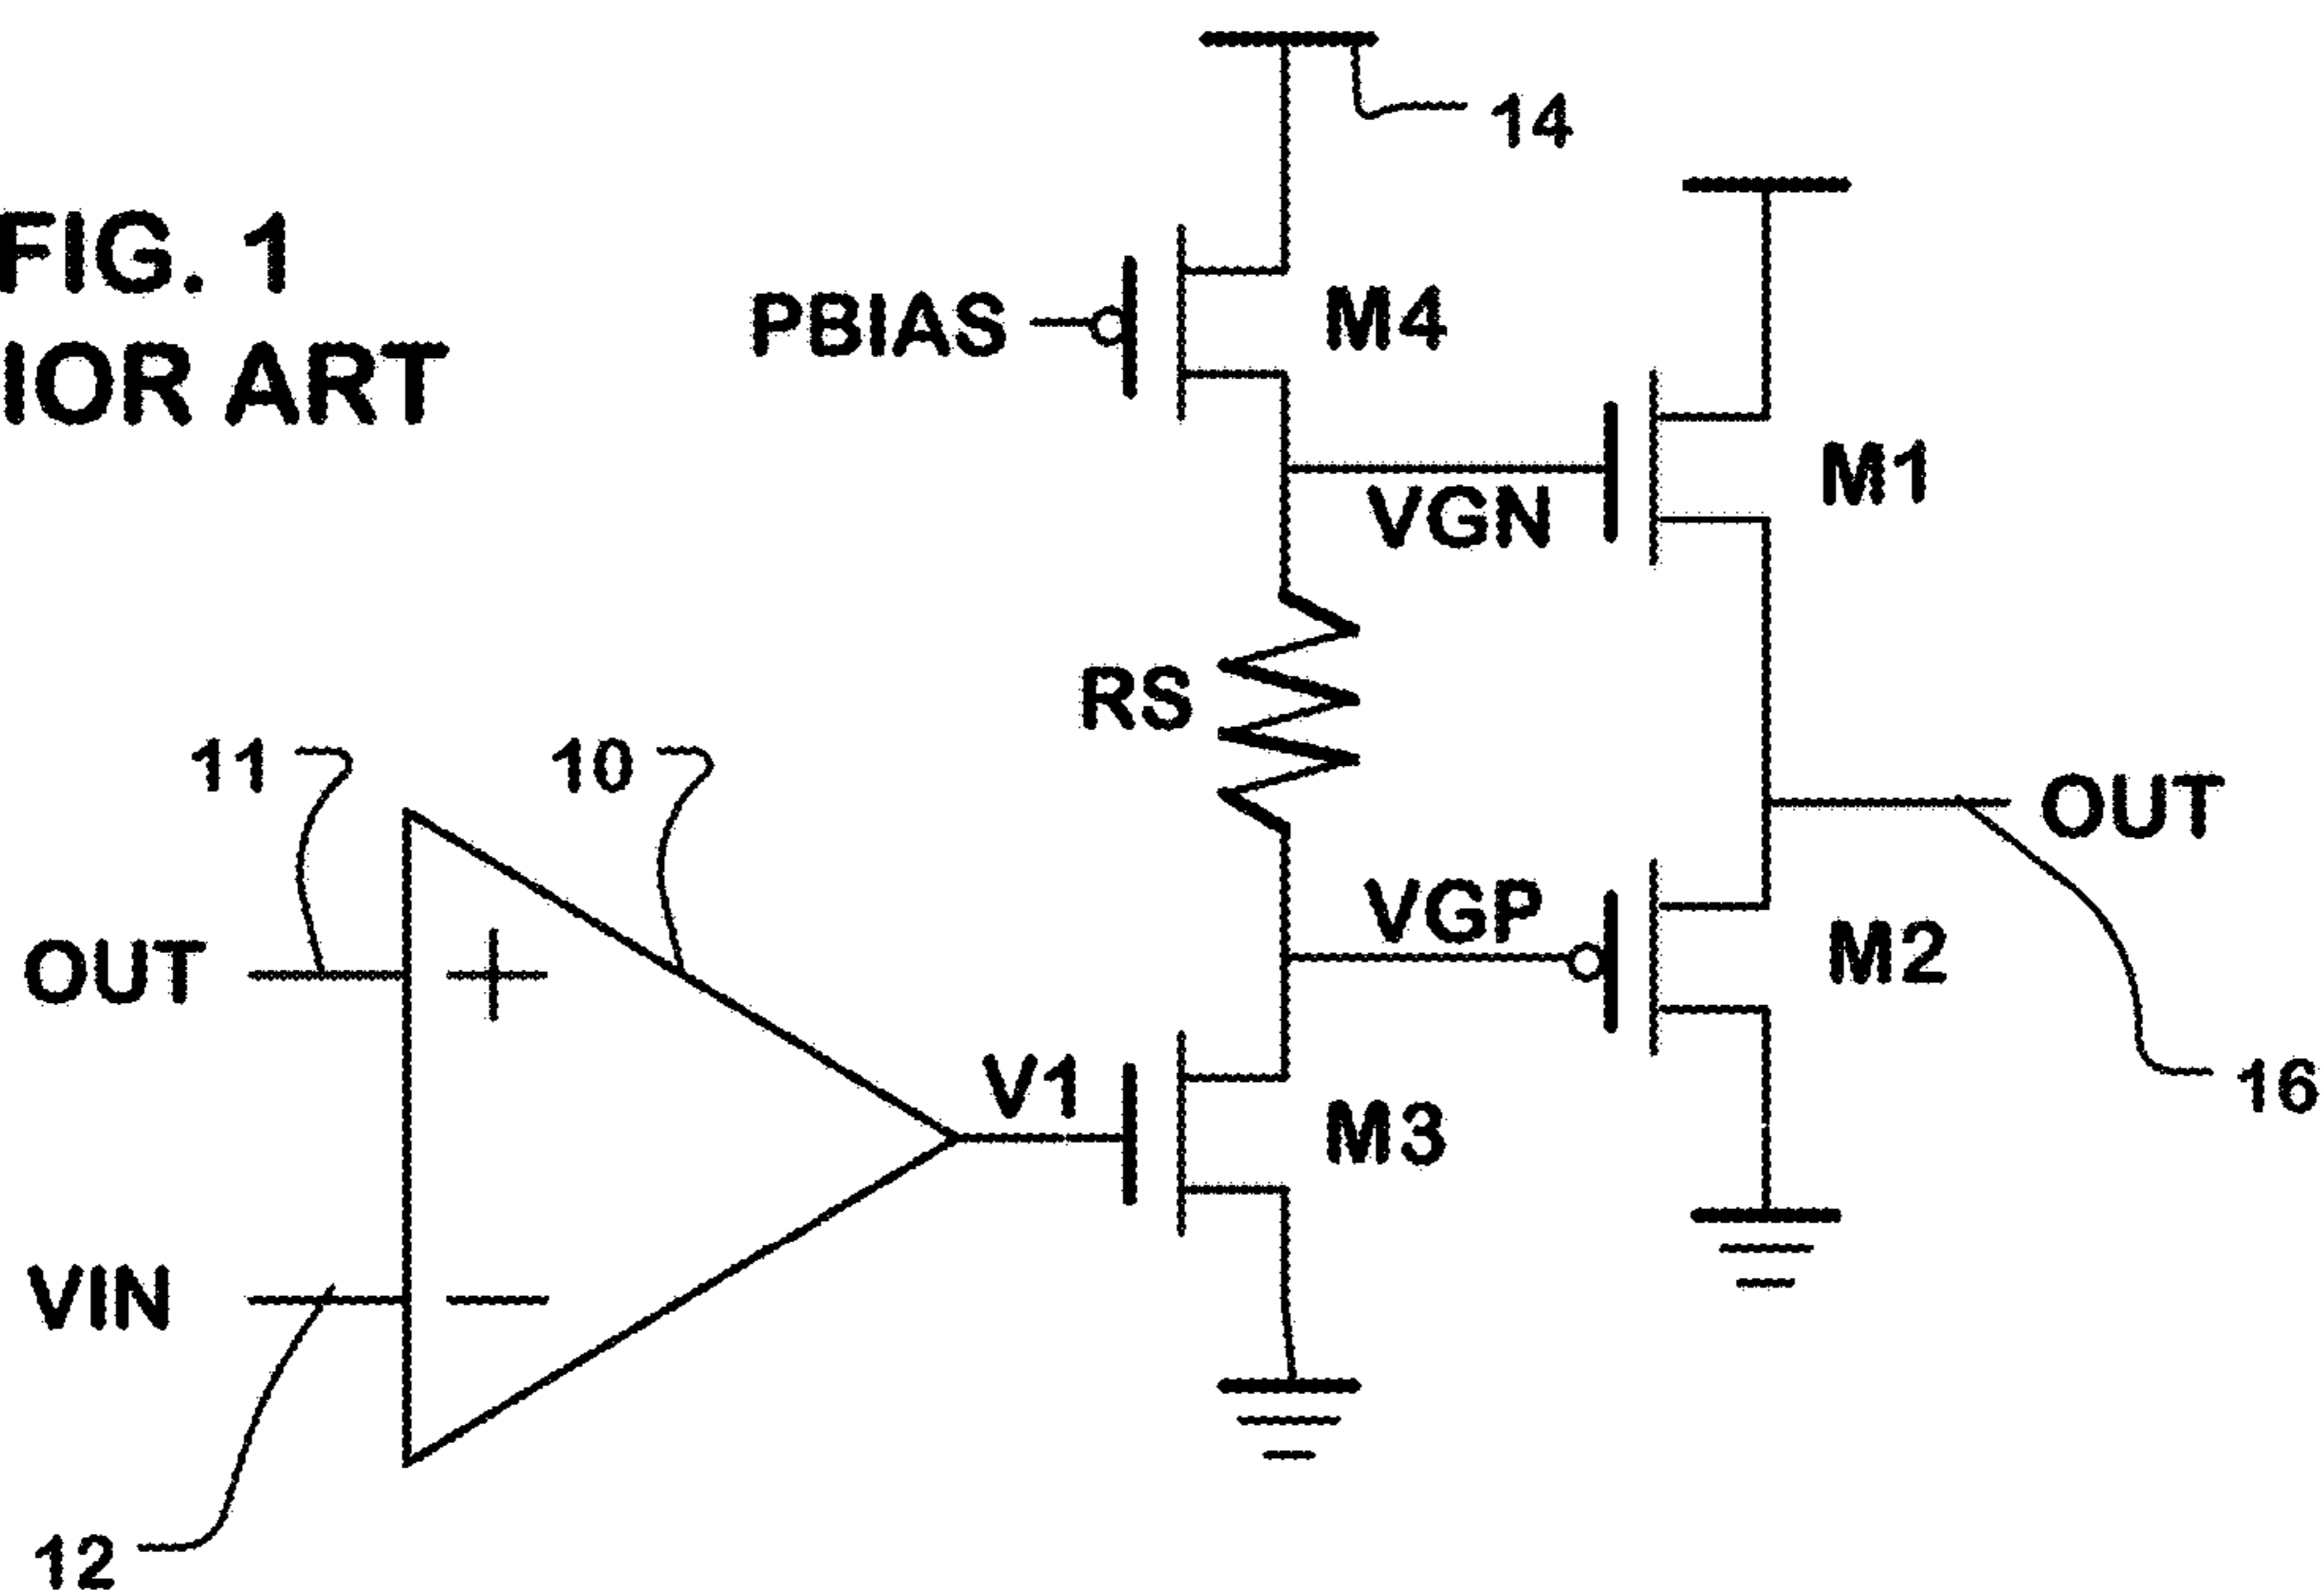 14
FIG. 1
IOR ART
PBIAS
M4
M1
VGN
RS
11
10
OUT
VGP
M2
OUT
+
V1
M3
16
VIN
-
12